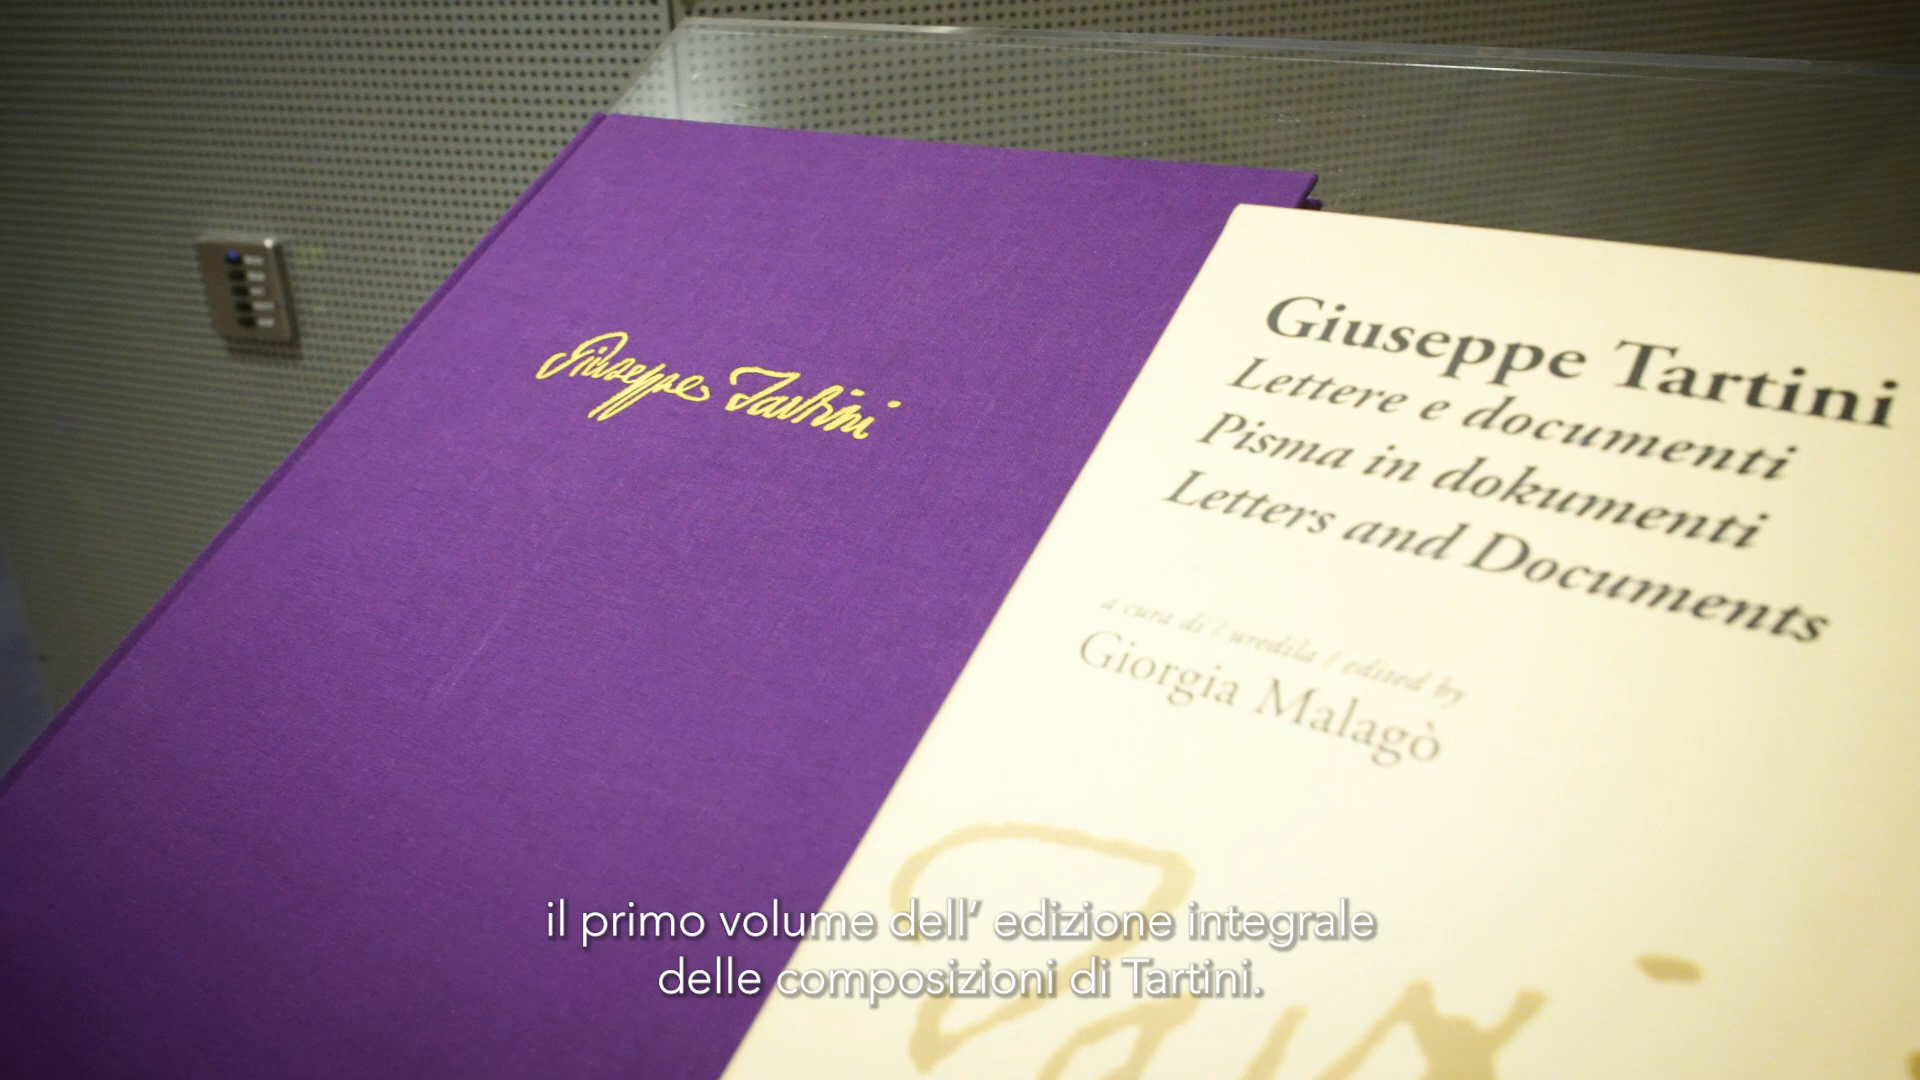 Giuseppe Tartini
Giuseppe Tartini
Lettere e documenti
Pisma in dokumenti
Letters and Documents
a cura di / uredila / edited by
Giorgia Malagò
il primo volume dell’ edizione integrale
delle composizioni di Tartini.